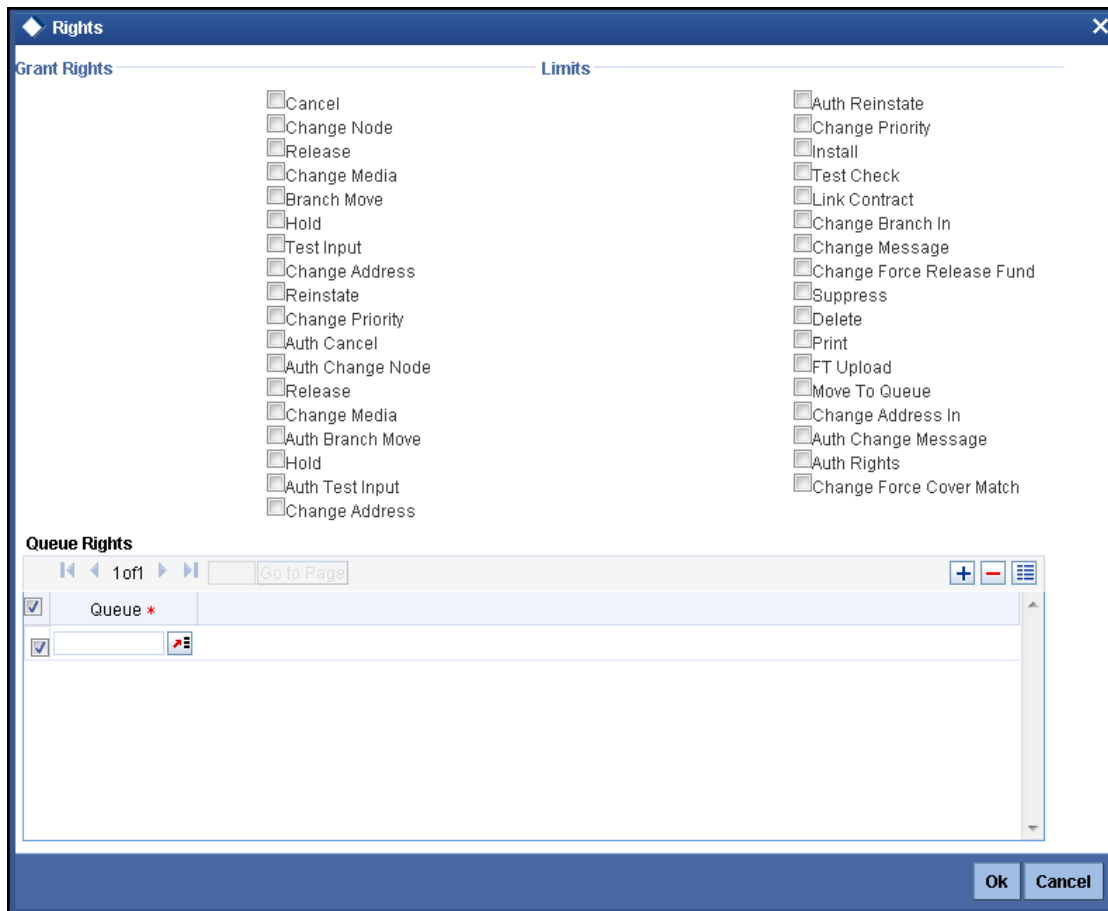 Rights
Grant Rights
Cancel
Change Node
Release
Change Media
Branch Move
Hold
Test Input
Change Address
Reinstate
Change Priority
Auth Cancel
Auth Change Node
Release
Change Media
Auth Branch Move
Hold
Auth Test Input
Change Address
Limits
Auth Reinstate
Change Priority
Install
Test Check
Link Contract
Change Branch In
Change Message
Change Force Release Fund
Suppress
Delete
Print
FT Upload
Move To Queue
Change Address In
Auth Change Message
Auth Rights
Change Force Cover Match
Queue Rights
1of1 Go to Page
Queue *
Ok Cancel